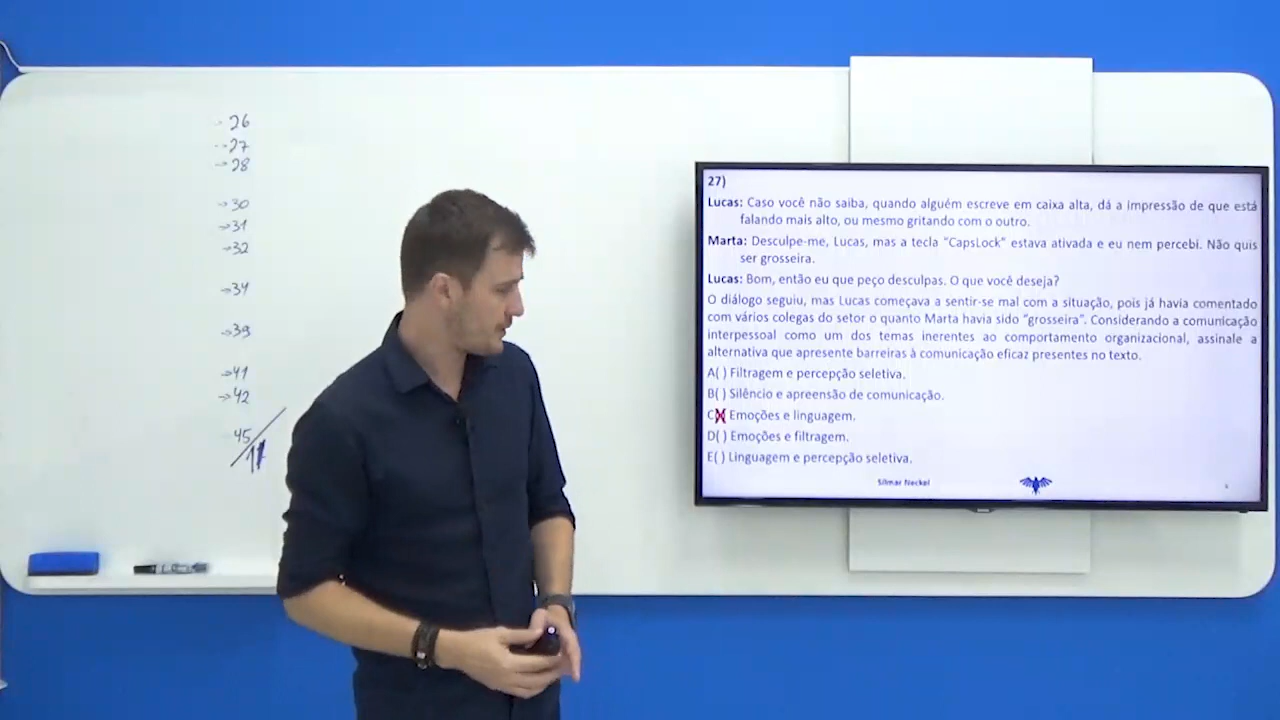 26
27
28
30
31
32
34
39
41
42
45
11
27)
Lucas: Caso você não saiba, quando alguém escreve em caixa alta, dá a impressão de que está
falando mais alto, ou mesmo gritando com o outro.
Marta: Desculpe-me, Lucas, mas a tecla “CapsLock” estava ativada e eu nem percebi. Não quis
ser grosseira.
Lucas: Bom, então eu que peço desculpas. O que você deseja?
O diálogo seguiu, mas Lucas começava a sentir-se mal com a situação, pois já havia comentado
com vários colegas do setor o quanto Marta havia sido “grosseira”. Considerando a comunicação
interpessoal como um dos temas inerentes ao comportamento organizacional, assinale a
alternativa que apresente barreiras à comunicação eficaz presentes no texto.
A( ) Filtragem e percepção seletiva.
B( ) Silêncio e apreensão de comunicação.
C(X) Emoções e linguagem.
D( ) Emoções e filtragem.
E( ) Linguagem e percepção seletiva.
Silmar Neckel